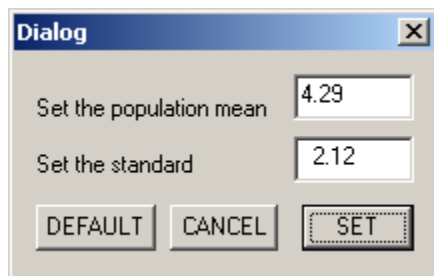 Dialog
Set the population mean 4.29
Set the standard 2.12
DEFAULT CANCEL SET